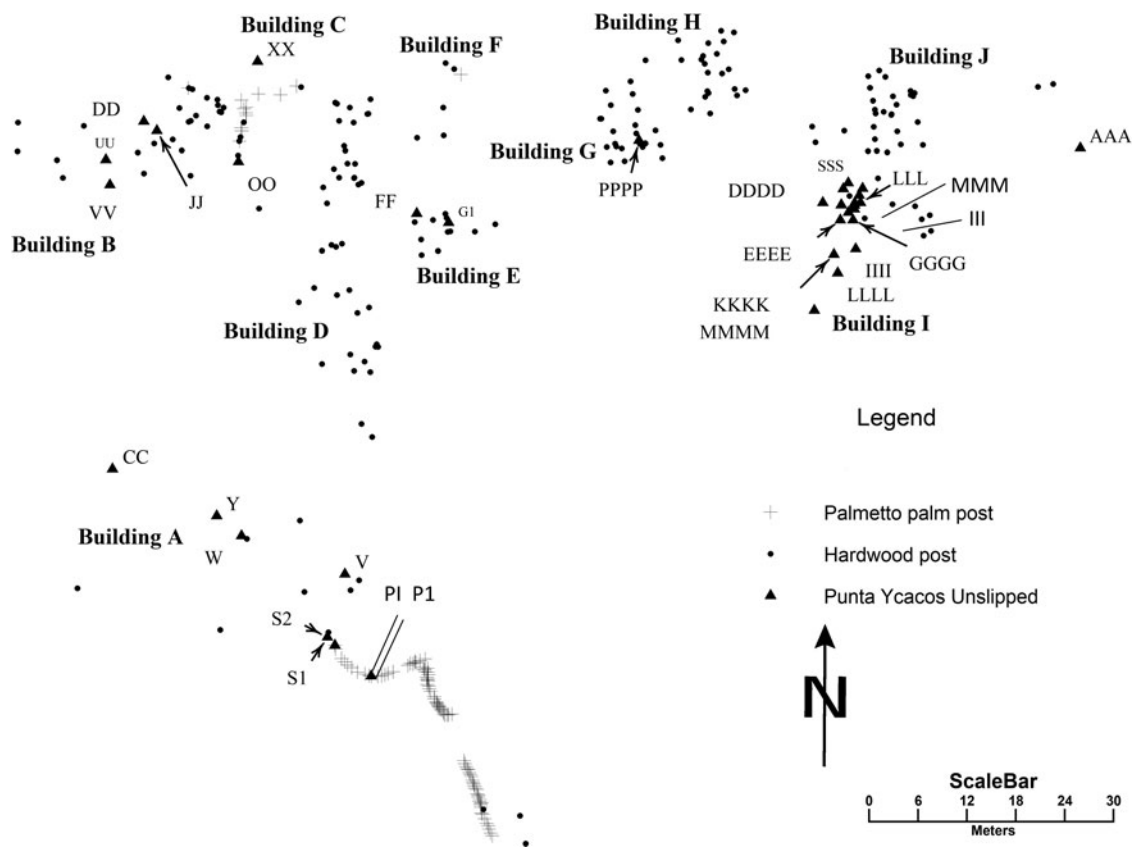 Building C
XX
Building F
Building H
Building J
DD
UU
VV
JJ
OO
Building B
FF
G1
Building E
Building D
Building G
PPPP
SSS
DDDD
LLL
MMM
III
AAA
EEEE
GGGG
IIII
KKKK
LLLL
MMMM
Building I
CC
Y
Building A
W
V
S2
S1
PI P1
Legend
Palmetto palm post
Hardwood post
Punta Ycacos Unslipped
N
ScaleBar
0 6 12 18 24 30
Meters